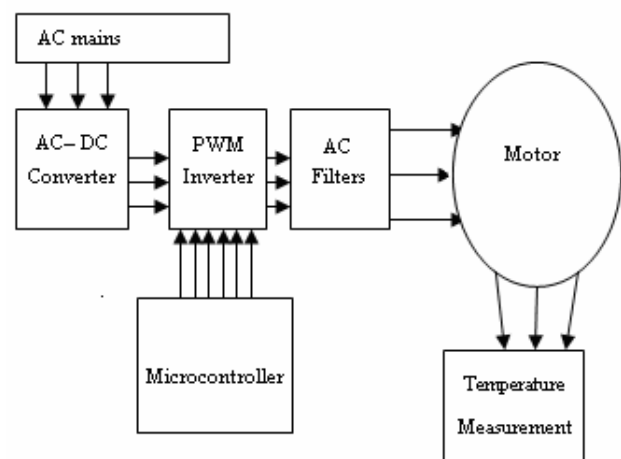 AC mains
AC– DC
Converter
PWM
Inverter
AC
Filters
Motor
Microcontroller
Temperature
Measurement